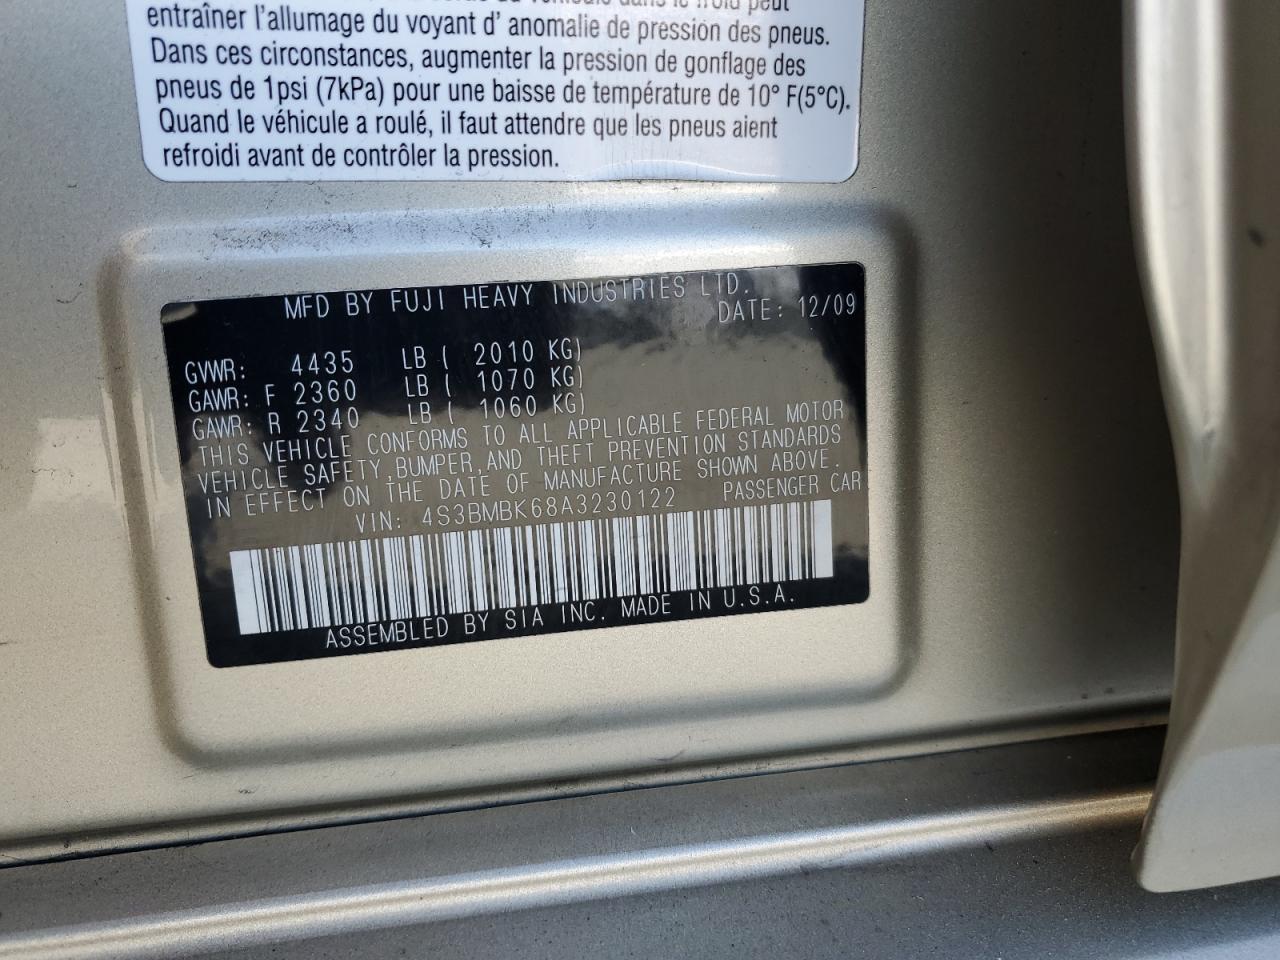 entraîner l'allumage du voyant d' anomalie de pression des pneus.
Dans ces circonstances, augmenter la pression de gonflage des
pneus de 1psi (7kPa) pour une baisse de température de 10° F(5°C).
Quand le véhicule a roulé, il faut attendre que les pneus aient
refroidi avant de contrôler la pression.
MFD BY FUJI HEAVY INDUSTRIES LTD.
DATE: 12/09
GVWR: 4435 LB ( 2010 KG)
GAWR: F 2360 LB ( 1070 KG)
GAWR: R 2340 LB ( 1060 KG)
THIS VEHICLE CONFORMS TO ALL APPLICABLE FEDERAL MOTOR
VEHICLE SAFETY, BUMPER, AND THEFT PREVENTION STANDARDS
IN EFFECT ON THE DATE OF MANUFACTURE SHOWN ABOVE.
VIN: 4S3BMBK68A3230122 PASSENGER CAR
ASSEMBLED BY SIA INC. MADE IN U.S.A.